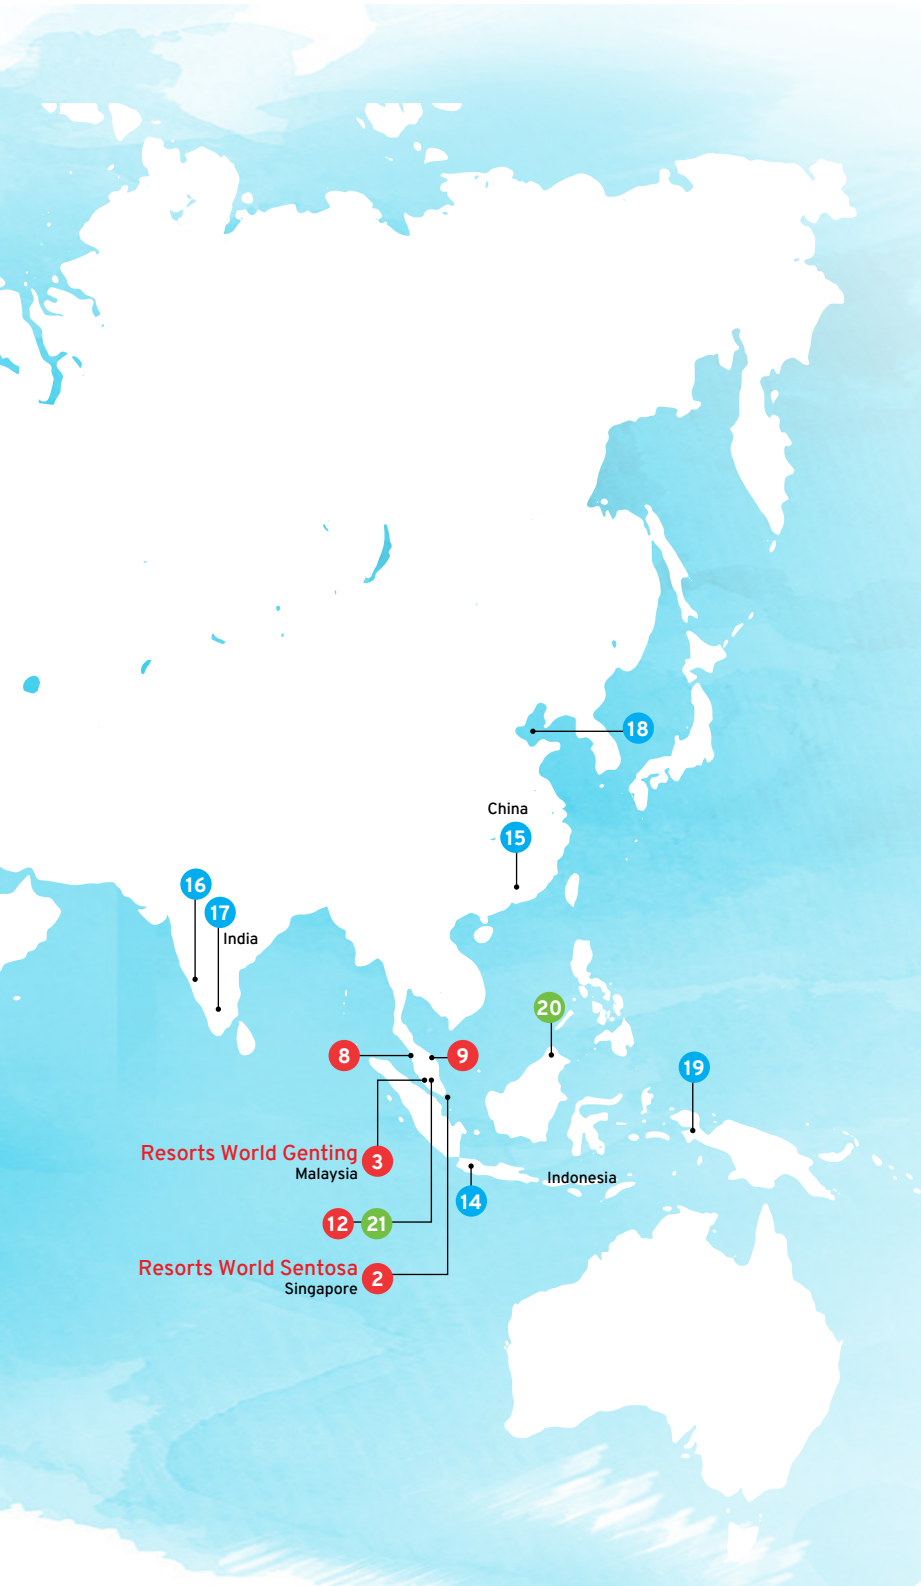 18
China
15
16
17
India
20
8
9
19
Resorts World Genting
Malaysia
3
Indonesia
14
12
21
Resorts World Sentosa
Singapore
2